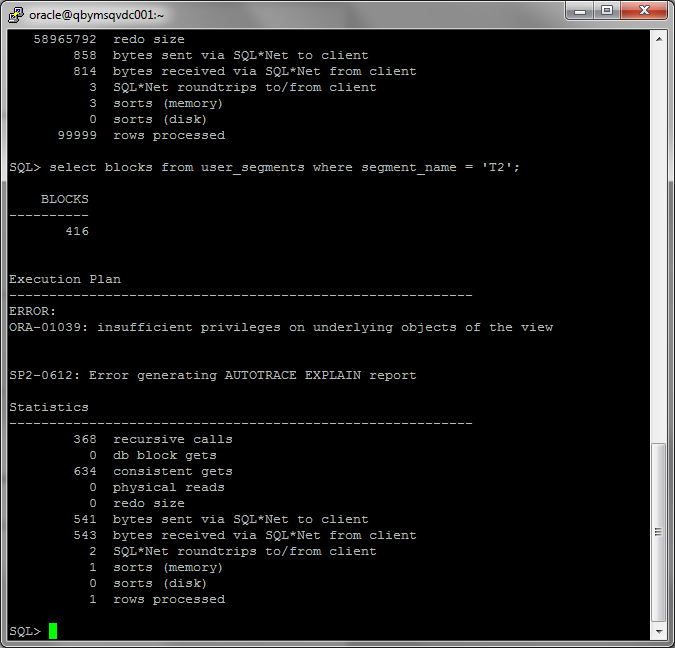 oracle@qbymsqvdc001:~
58965792  redo size
858  bytes sent via SQL*Net to client
814  bytes received via SQL*Net from client
3  SQL*Net roundtrips to/from client
3  sorts (memory)
0  sorts (disk)
99999  rows processed
SQL> select blocks from user_segments where segment_name = 'T2';
BLOCKS
----------
416
Execution Plan
----------------------------------------------------------
ERROR:
ORA-01039: insufficient privileges on underlying objects of the view
SP2-0612: Error generating AUTOTRACE EXPLAIN report
Statistics
----------------------------------------------------------
368  recursive calls
0  db block gets
634  consistent gets
0  physical reads
0  redo size
541  bytes sent via SQL*Net to client
543  bytes received via SQL*Net from client
2  SQL*Net roundtrips to/from client
1  sorts (memory)
0  sorts (disk)
1  rows processed
SQL>